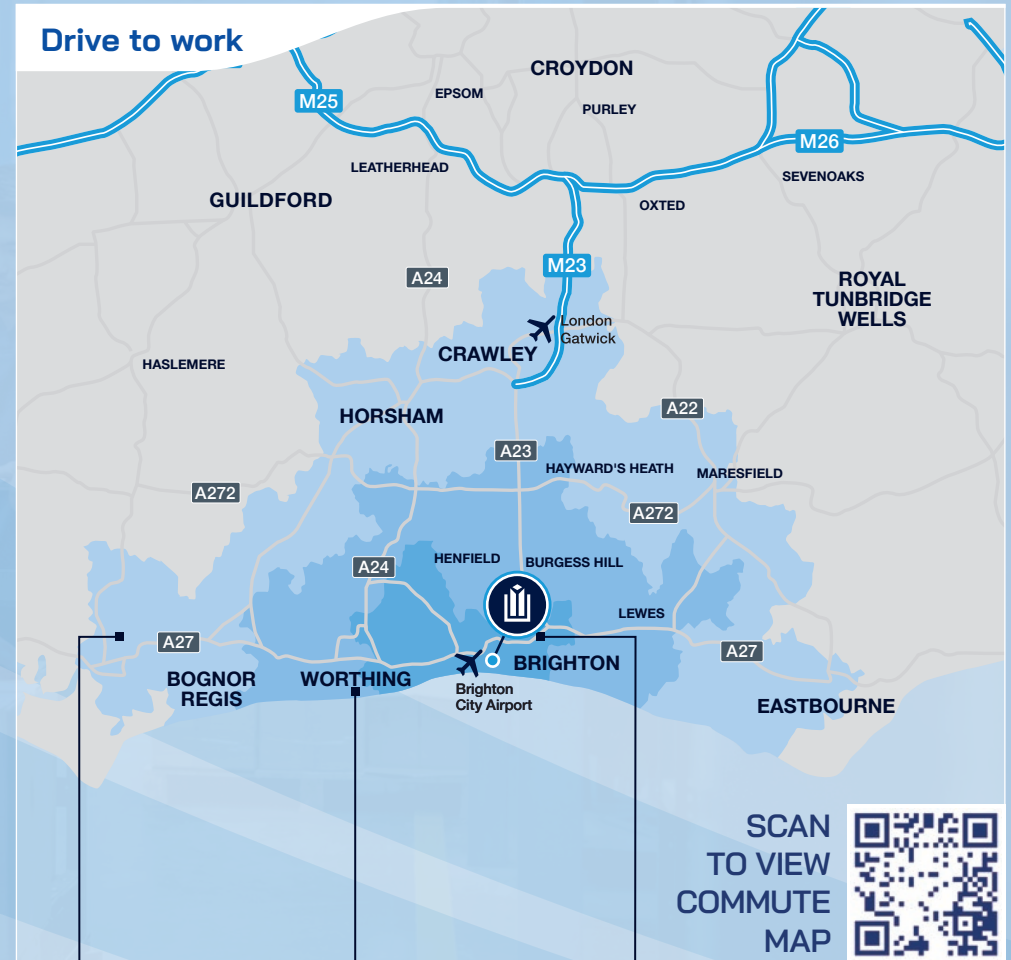 Drive to work
CROYDON
EPSOM
M25
PURLEY
M26
LEATHERHEAD
SEVENOAKS
GUILDFORD
OXTED
M23
A24
ROYAL
TUNBRIDGE
WELLS
London
Gatwick
CRAWLEY
HASLEMERE
A22
HORSHAM
A23
HAYWARD'S HEATH
MARESFIELD
A272
A272
HENFIELD
BURGESS HILL
A24
LEWES
A27
A27
BRIGHTON
BOGNOR
REGIS
WORTHING
Brighton
City Airport
EASTBOURNE
SCAN
TO VIEW
COMMUTE
MAP